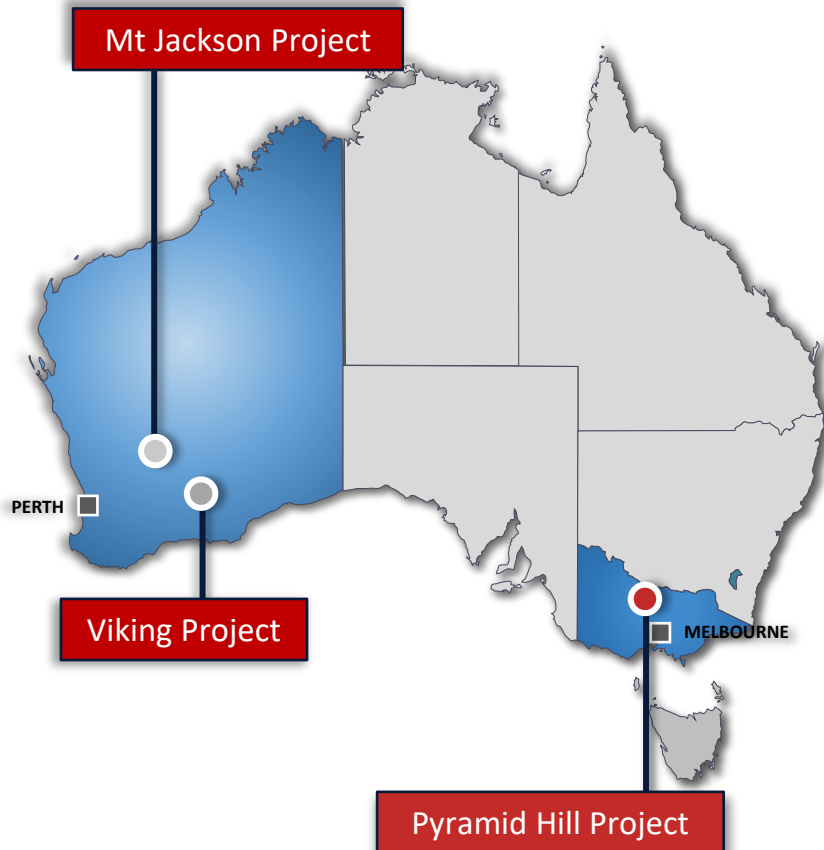 Mt Jackson Project
PERTH
Viking Project
MELBOURNE
Pyramid Hill Project